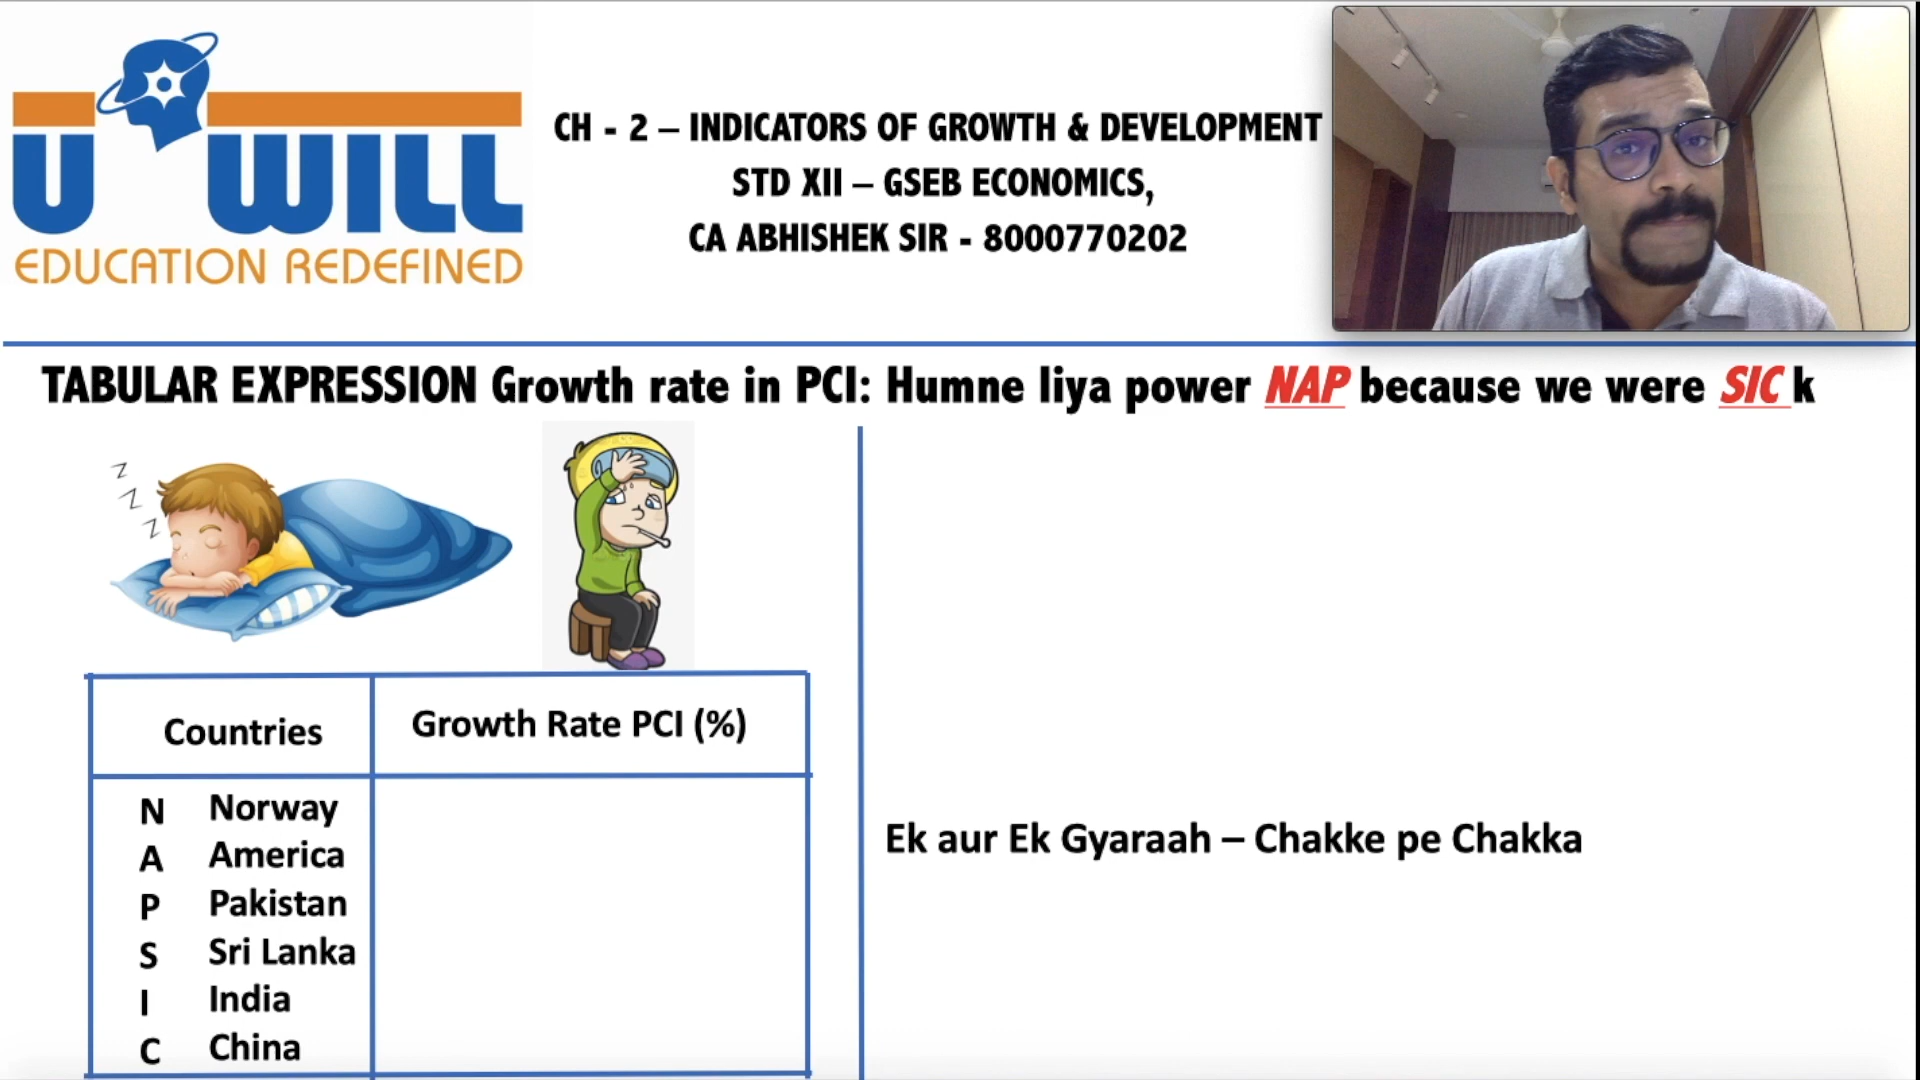 U WILL
EDUCATION REDEFINED
CH - 2 – INDICATORS OF GROWTH & DEVELOPMENT
STD XII – GSEB ECONOMICS,
CA ABHISHEK SIR - 8000770202
TABULAR EXPRESSION Growth rate in PCI: Humne liya power NAP because we were SIC k
z
z
z
Countries Growth Rate PCI (%)
N Norway
A America
P Pakistan
S Sri Lanka
I India
C China
Ek aur Ek Gyaraah – Chakke pe Chakka